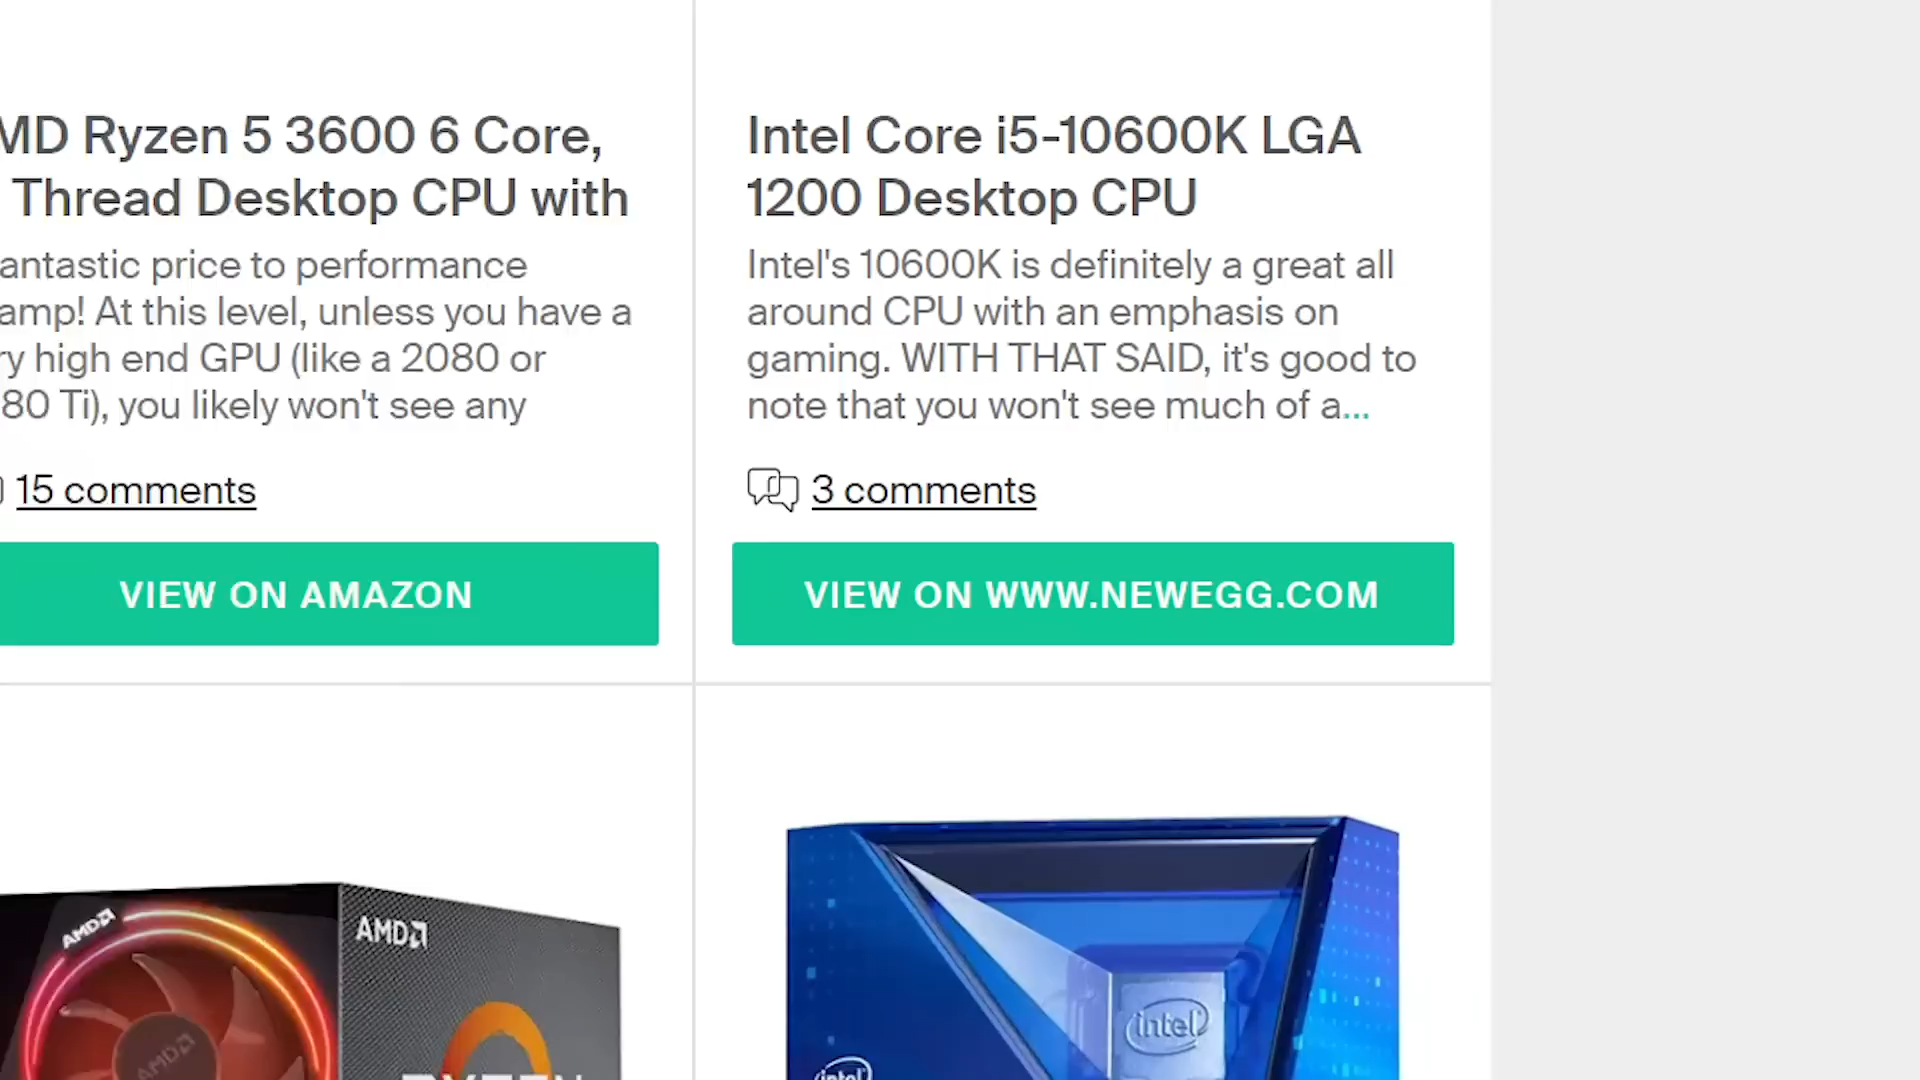 MD Ryzen 5 3600 6 Core,
Thread Desktop CPU with
antastic price to performance
amp! At this level, unless you have a
ry high end GPU (like a 2080 or
80 Ti), you likely won't see any
15 comments
VIEW ON AMAZON
Intel Core i5-10600K LGA
1200 Desktop CPU
Intel's 10600K is definitely a great all
around CPU with an emphasis on
gaming. WITH THAT SAID, it's good to
note that you won't see much of a...
3 comments
VIEW ON WWW.NEWEGG.COM
AMD
AMD
AMD
RYZEN
intel
intel